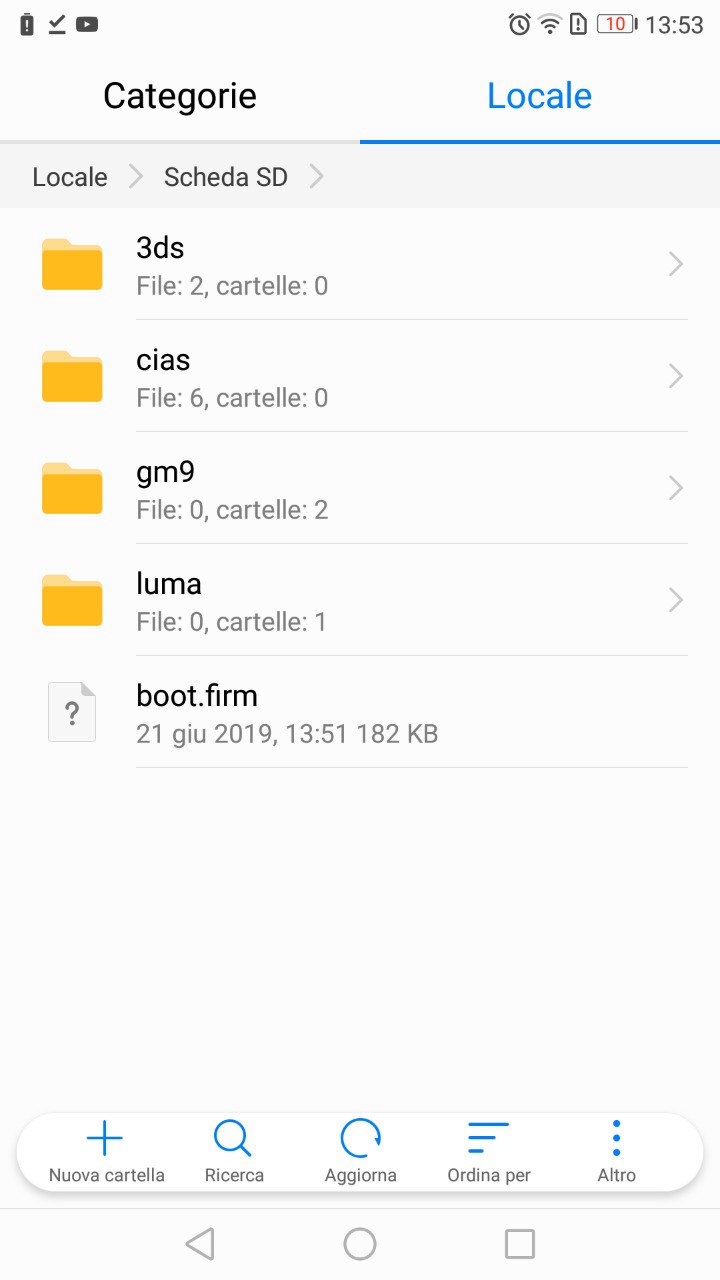 10 13:53
Categorie Locale
Locale Scheda SD
3ds
File: 2, cartelle: 0
cias
File: 6, cartelle: 0
gm9
File: 0, cartelle: 2
luma
File: 0, cartelle: 1
?
boot.firm
21 giu 2019, 13:51 182 KB
Nuova cartella Ricerca Aggiorna Ordina per Altro